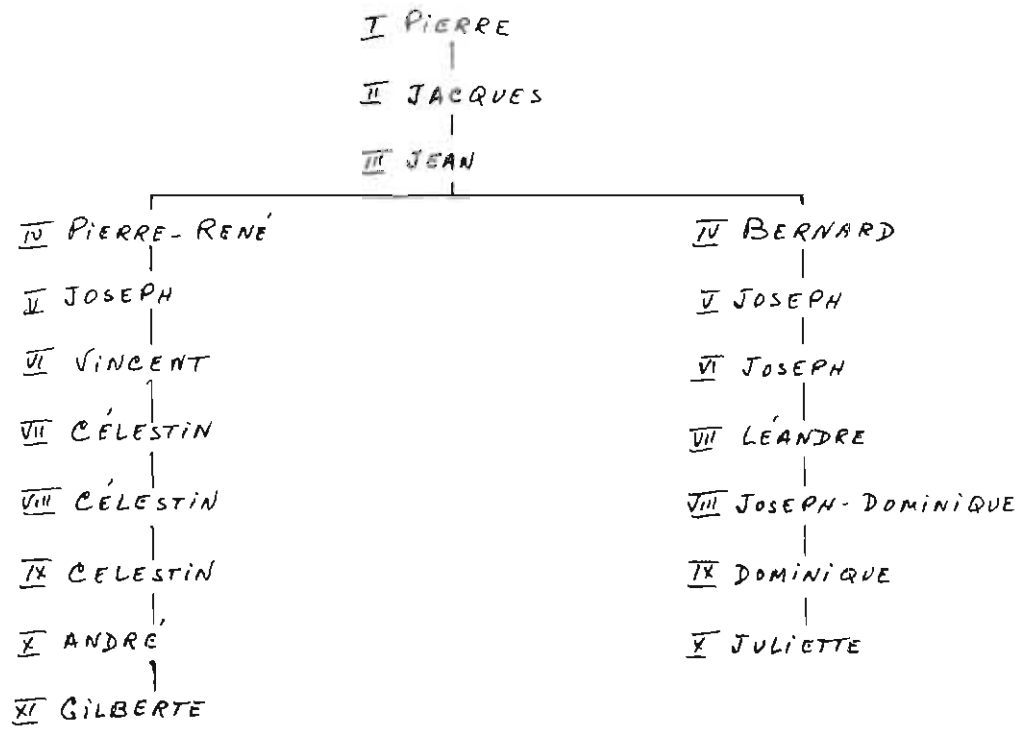 I PiERRE
II JACQUES
III JEAN
IV PiERRE-RENÉ
IV BERNARD
V JOSEPH
V JOSEPH
VI ViNCENT
VI JOSEPH
VII CÉLESTiN
VII LÉANDRE
VIII CÉLESTiN
VIII JOSEPH-DOMiNiQUE
IX CELESTiN
IX DOMiNiQUE
X ANDRÉ
X JULiETTE
XI GiLBERTE